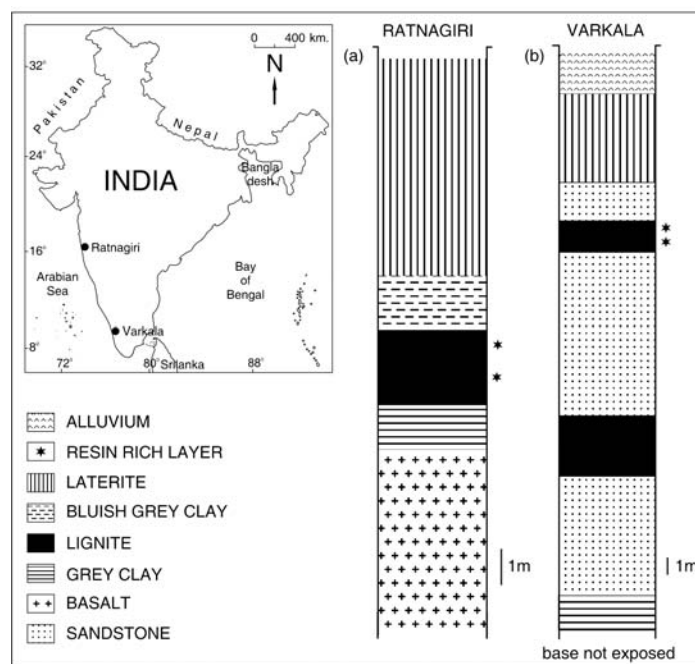 0 400 km.
N
32°
24°
16°
8°
72°
80°
88°
Pakistan
Nepal
Bangla
desh
INDIA
Ratnagiri
Arabian
Sea
Bay
of
Bengal
Varkala
Srilanka
ALLUVIUM
RESIN RICH LAYER
LATERITE
BLUISH GREY CLAY
LIGNITE
GREY CLAY
BASALT
SANDSTONE
RATNAGIRI
(a)
1m
VARKALA
(b)
1m
base not exposed